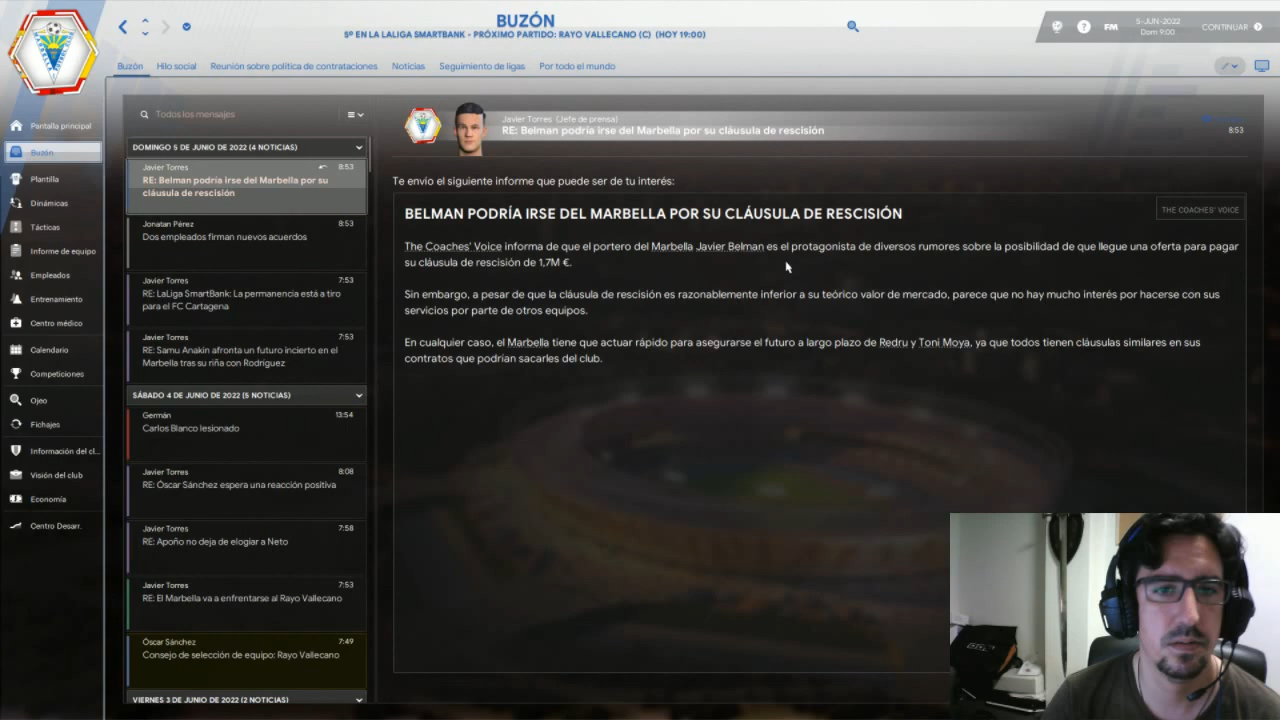 BUZÓN
5º EN LA LALIGA SMARTBANK - PRÓXIMO PARTIDO: RAYO VALLECANO (C) (HOY 19:00)
FM
5-JUN-2022
Dom 9:00
CONTINUAR
Buzón
Hilo social
Reunión sobre política de contrataciones
Noticias
Seguimiento de ligas
Por todo el mundo
Pantalla principal
Buzón
Plantilla
Dinámicas
Tácticas
Informe de equipo
Empleados
Entrenamiento
Centro médico
Calendario
Competiciones
Ojeo
Fichajes
Información del cl...
Visión del club
Economía
Centro Desarr.
Todos los mensajes
DOMINGO 5 DE JUNIO DE 2022 (4 NOTICIAS)
Javier Torres 8:53
RE: Belman podría irse del Marbella por su
cláusula de rescisión
Jonatan Pérez 8:53
Dos empleados firman nuevos acuerdos
Javier Torres 7:53
RE: LaLiga SmartBank: La permanencia está a tiro
para el FC Cartagena
Javier Torres 7:53
RE: Samu Anakin afronta un futuro incierto en el
Marbella tras su riña con Rodríguez
SÁBADO 4 DE JUNIO DE 2022 (5 NOTICIAS)
Germán 13:54
Carlos Blanco lesionado
Javier Torres 8:08
RE: Óscar Sánchez espera una reacción positiva
Javier Torres 7:58
RE: Apoño no deja de elogiar a Neto
Javier Torres 7:53
RE: El Marbella va a enfrentarse al Rayo Vallecano
Óscar Sánchez 7:49
Consejo de selección de equipo: Rayo Vallecano
VIERNES 3 DE JUNIO DE 2022 (2 NOTICIAS)
Javier Torres (Jefe de prensa)
RE: Belman podría irse del Marbella por su cláusula de rescisión
8:53
Te envío el siguiente informe que puede ser de tu interés:
BELMAN PODRÍA IRSE DEL MARBELLA POR SU CLÁUSULA DE RESCISIÓN
THE COACHES' VOICE
The Coaches' Voice informa de que el portero del Marbella Javier Belman es el protagonista de diversos rumores sobre la posibilidad de que llegue una oferta para pagar
su cláusula de rescisión de 1,7M €.
Sin embargo, a pesar de que la cláusula de rescisión es razonablemente inferior a su teórico valor de mercado, parece que no hay mucho interés por hacerse con sus
servicios por parte de otros equipos.
En cualquier caso, el Marbella tiene que actuar rápido para asegurarse el futuro a largo plazo de Redru y Toni Moya, ya que todos tienen cláusulas similares en sus
contratos que podrían sacarles del club.